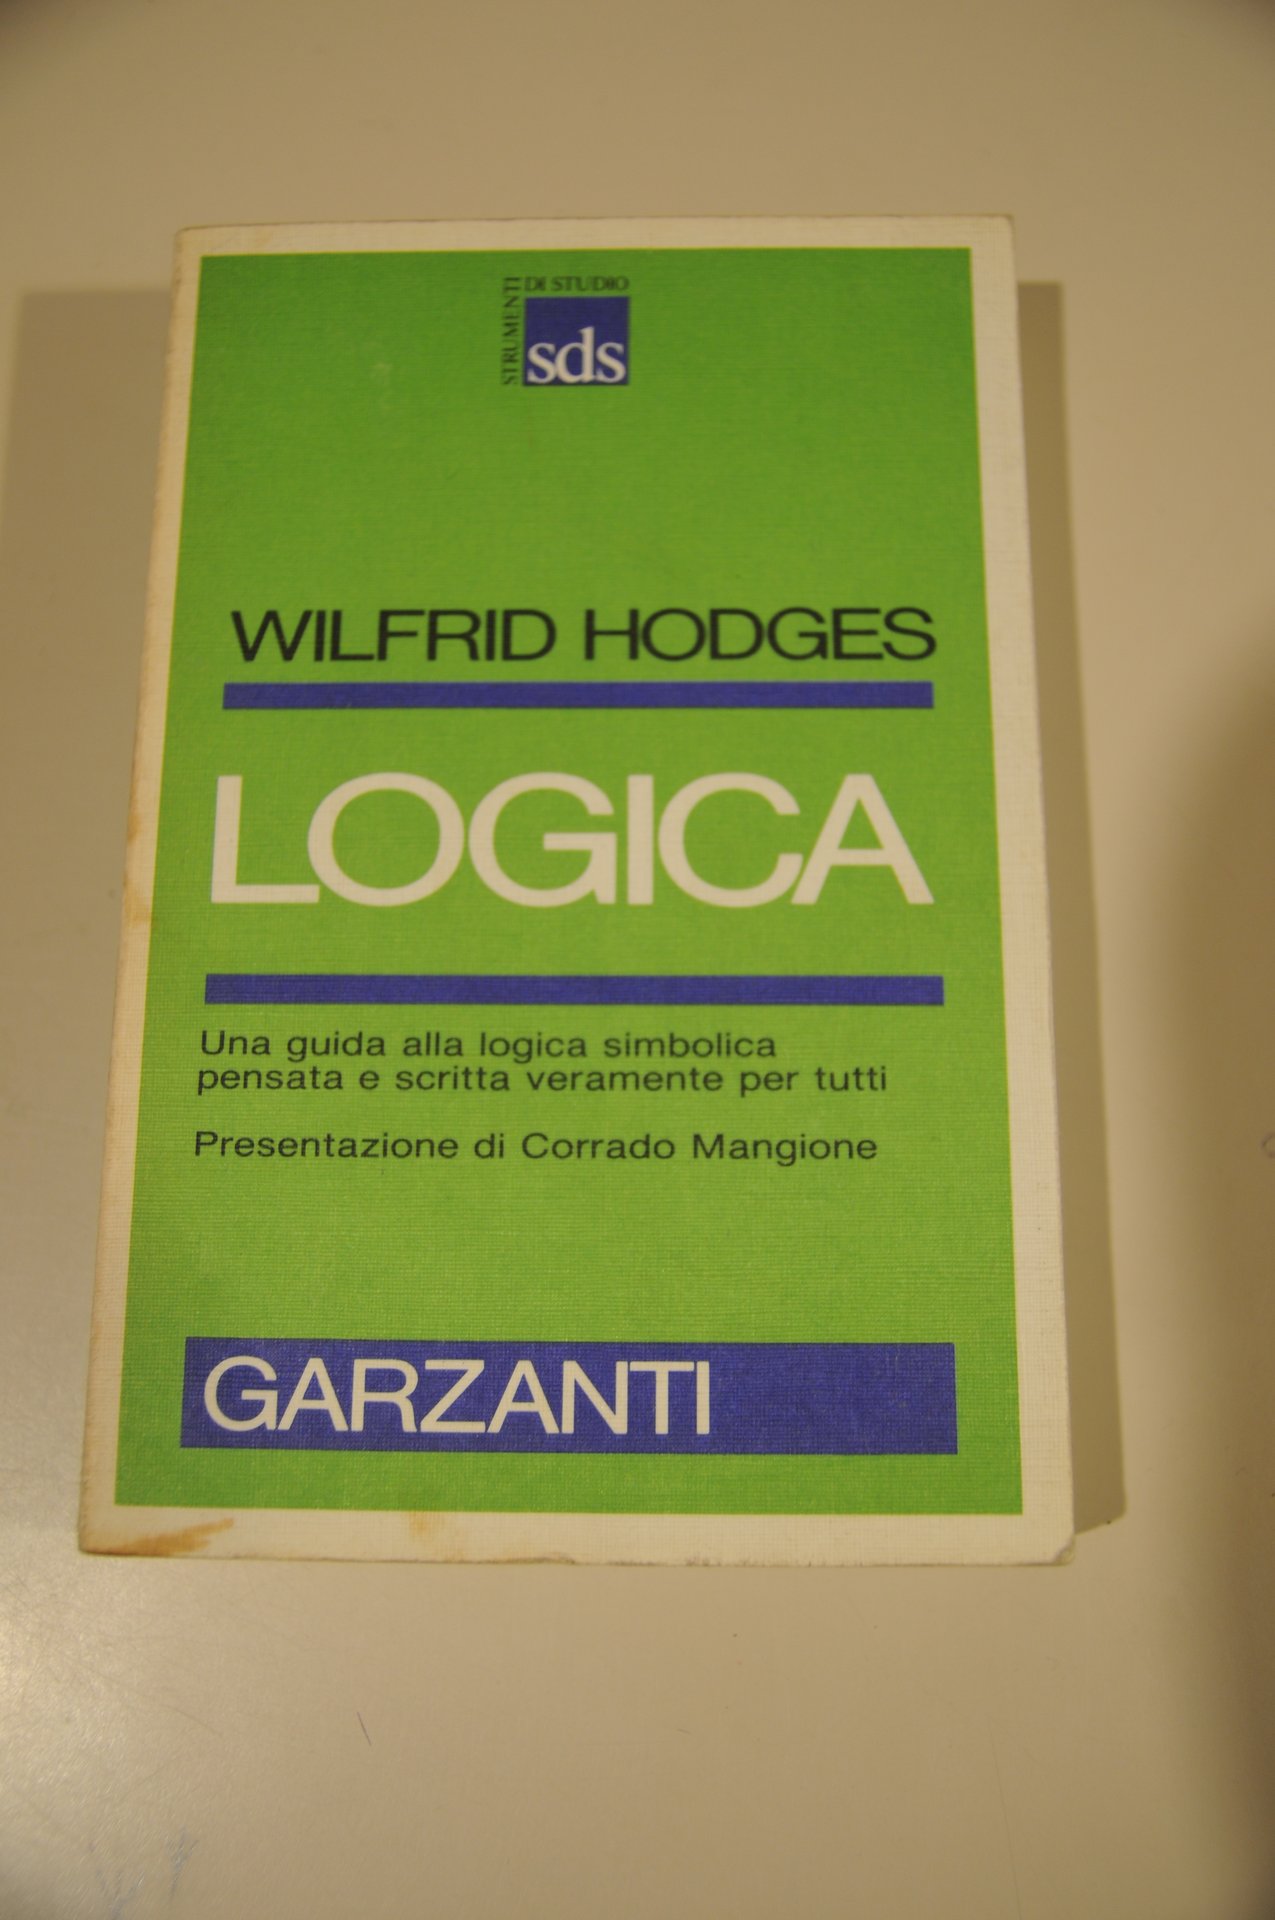 STRUMENTI
DI STUDIO
sds
WILFRID HODGES
LOGICA
Una guida alla logica simbolica
pensata e scritta veramente per tutti
Presentazione di Corrado Mangione
GARZANTI